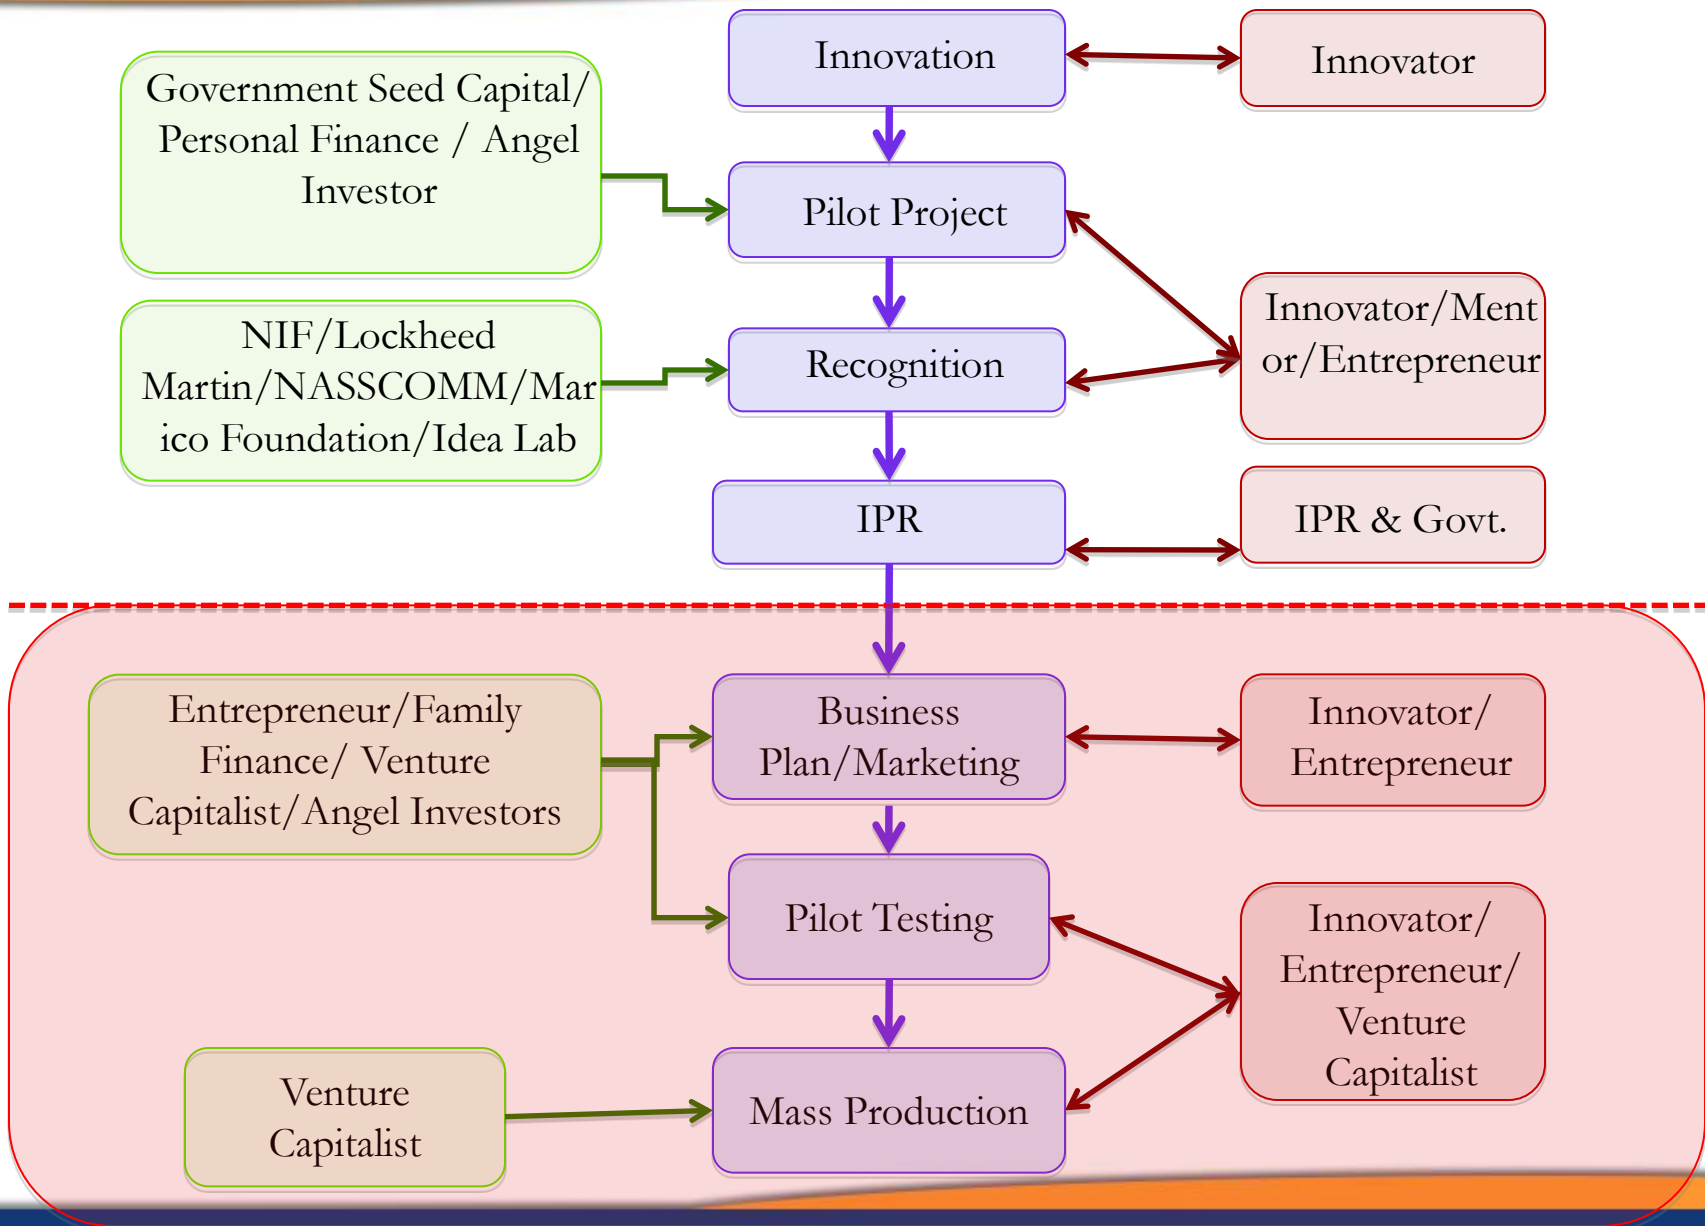 Innovation
Innovator
Government Seed Capital/
Personal Finance / Angel
Investor
Pilot Project
NIF/Lockheed
Martin/NASSCOMM/Mar
ico Foundation/Idea Lab
Recognition
Innovator/Ment
or/Entrepreneur
IPR
IPR & Govt.
Entrepreneur/Family
Finance/ Venture
Capitalist/Angel Investors
Business
Plan/Marketing
Innovator/
Entrepreneur
Pilot Testing
Innovator/
Entrepreneur/
Venture
Capitalist
Venture
Capitalist
Mass Production